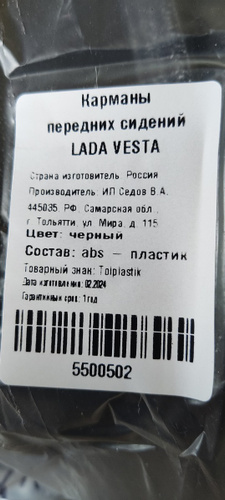 Карманы
передних сидений
LADA VESTA
Страна изготовитель: Россия
Производитель: ИП Седов В.А.
445035, РФ, Самарская обл.,
г. Тольятти, ул. Мира, д. 115
Цвет: черный
Состав: abs – пластик
Товарный знак: Tolplastik
Дата изготовления: 02.2024
Гарантийный срок: 1 год
5500502